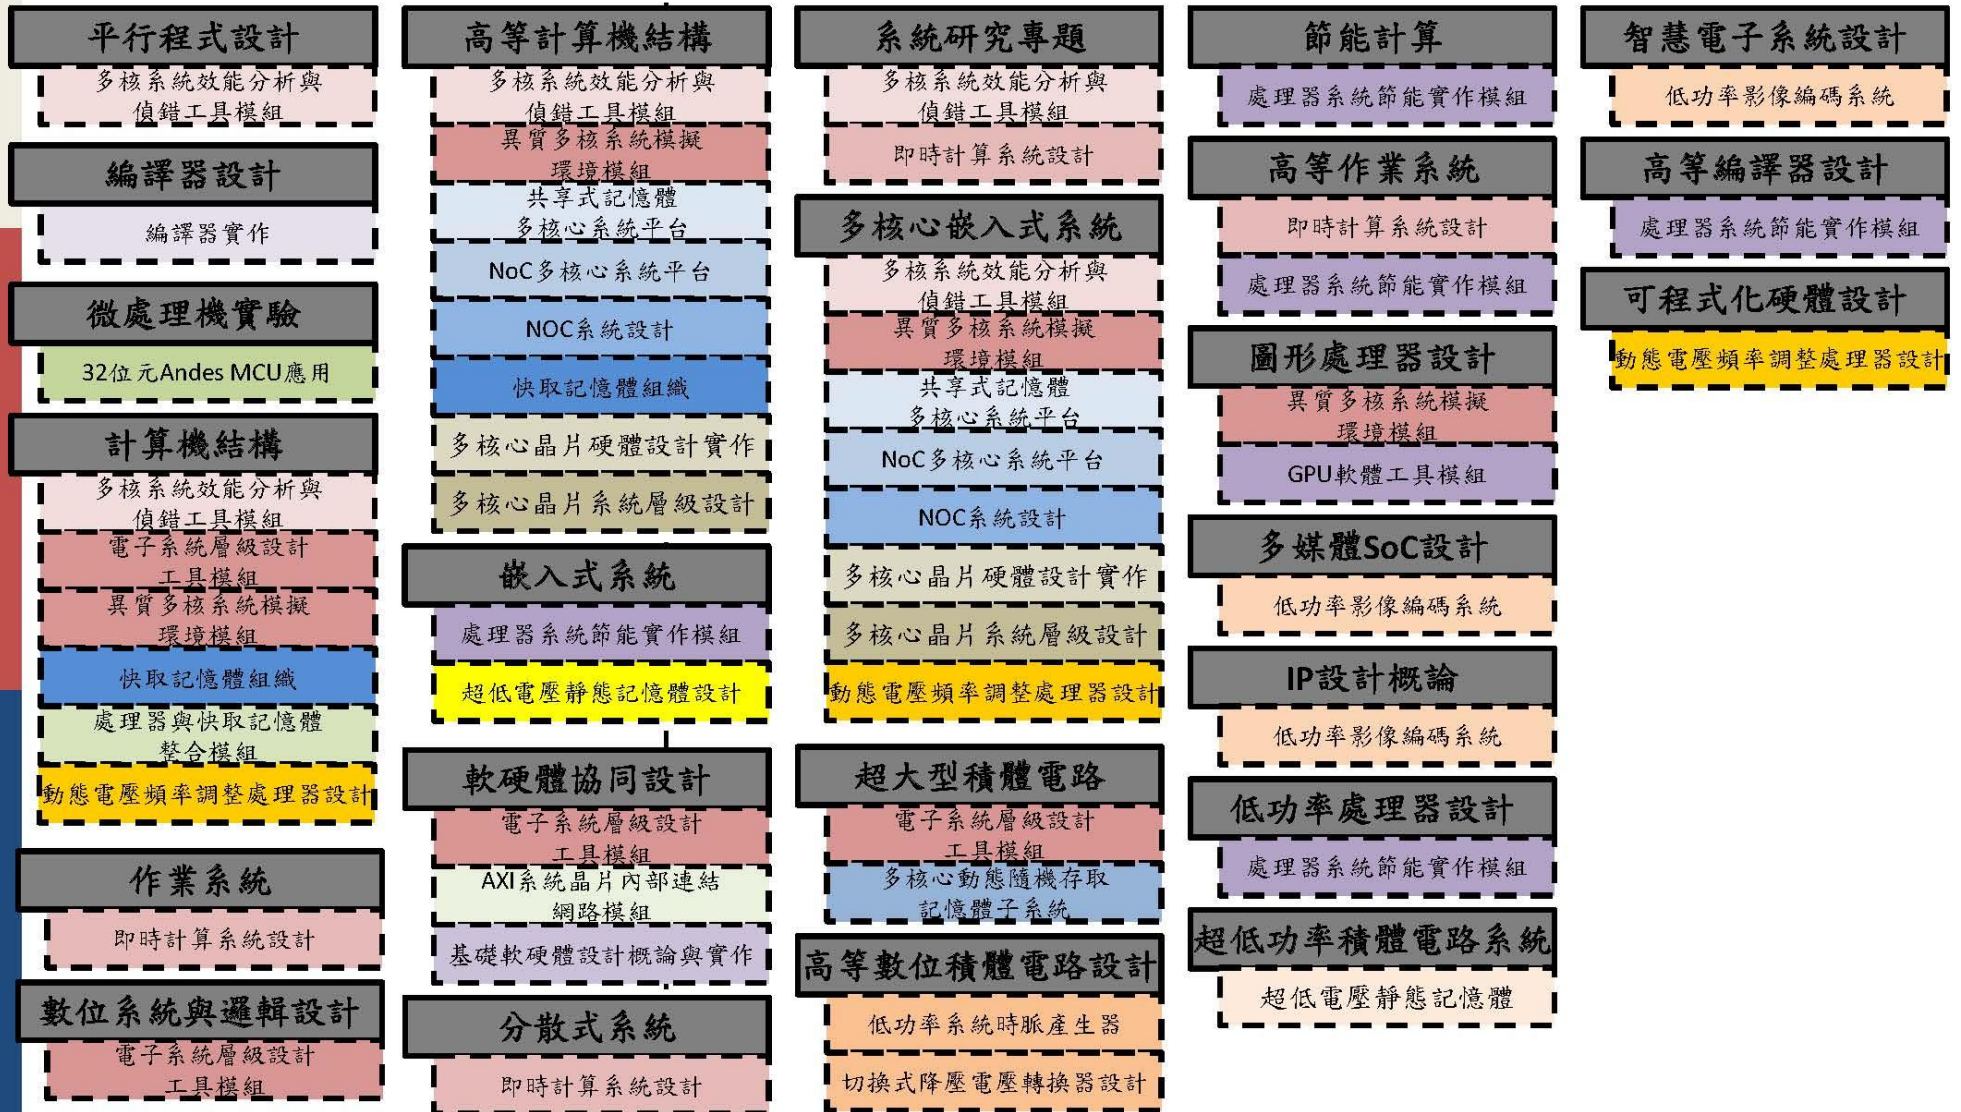 平行程式設計
多核系統效能分析與
偵錯工具模組
編譯器設計
編譯器實作
微處理機實驗
32位元Andes MCU應用
計算機結構
多核系統效能分析與
偵錯工具模組
電子系統層級設計
工具模組
異質多核系統模擬
環境模組
快取記憶體組織
處理器與快取記憶體
整合模組
動態電壓頻率調整處理器設計
作業系統
即時計算系統設計
數位系統與邏輯設計
電子系統層級設計
工具模組
高等計算機結構
多核系統效能分析與
偵錯工具模組
異質多核系統模擬
環境模組
共享式記憶體
多核心系統平台
NoC多核心系統平台
NOC系統設計
快取記憶體組織
多核心晶片硬體設計實作
多核心晶片系統層級設計
嵌入式系統
處理器系統節能實作模組
超低電壓靜態記憶體設計
軟硬體協同設計
電子系統層級設計
工具模組
AXI系統晶片內部連結
網路模組
基礎軟硬體設計概論與實作
分散式系統
即時計算系統設計
系統研究專題
多核系統效能分析與
偵錯工具模組
即時計算系統設計
多核心嵌入式系統
多核系統效能分析與
偵錯工具模組
異質多核系統模擬
環境模組
共享式記憶體
多核心系統平台
NoC多核心系統平台
NOC系統設計
多核心晶片硬體設計實作
多核心晶片系統層級設計
動態電壓頻率調整處理器設計
超大型積體電路
電子系統層級設計
工具模組
多核心動態隨機存取
記憶體子系統
高等數位積體電路設計
低功率系統時脈產生器
切換式降壓電壓轉換器設計
節能計算
處理器系統節能實作模組
高等作業系統
即時計算系統設計
處理器系統節能實作模組
圖形處理器設計
異質多核系統模擬
環境模組
GPU軟體工具模組
多媒體SoC設計
低功率影像編碼系統
IP設計概論
低功率影像編碼系統
低功率處理器設計
處理器系統節能實作模組
超低功率積體電路系統
超低電壓靜態記憶體
智慧電子系統設計
低功率影像編碼系統
高等編譯器設計
處理器系統節能實作模組
可程式化硬體設計
動態電壓頻率調整處理器設計